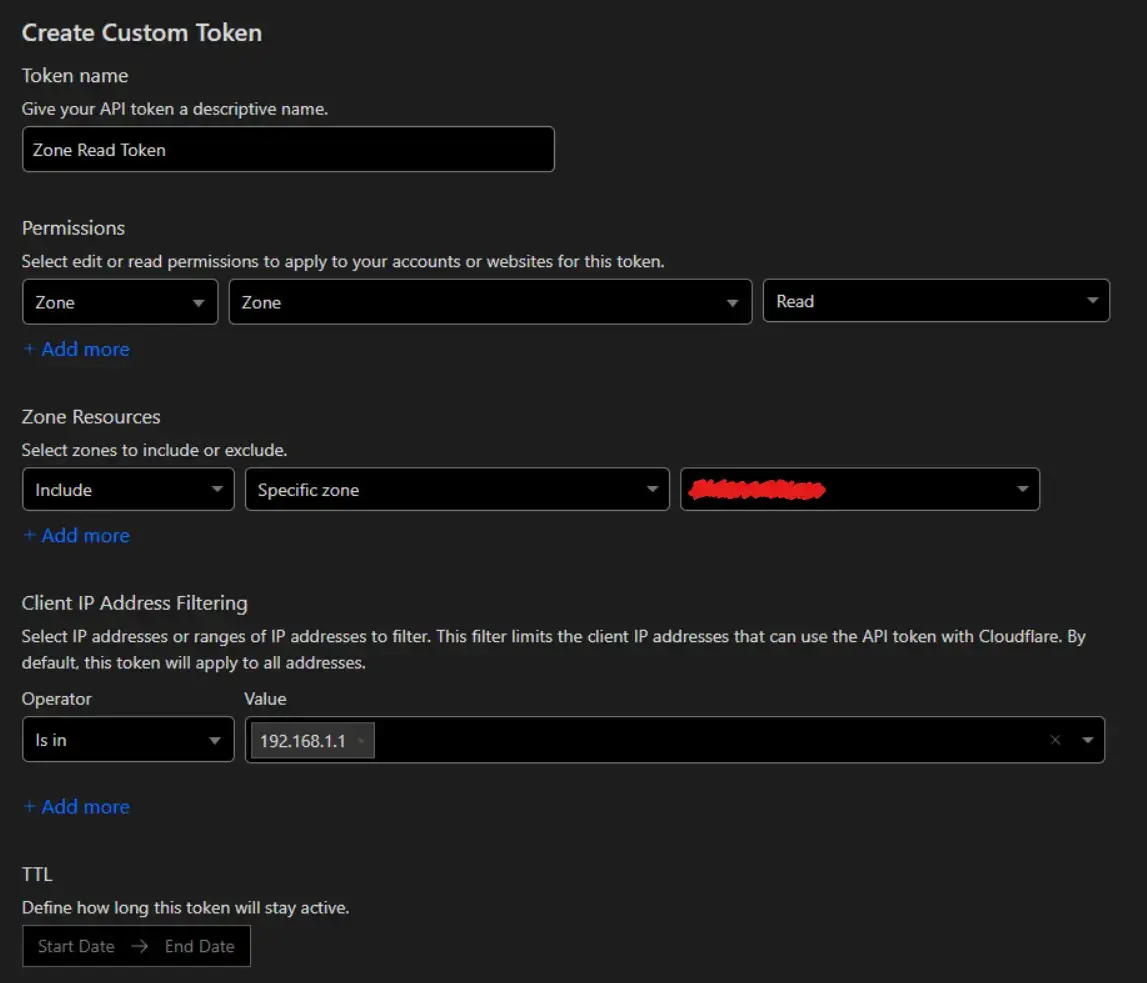 Create Custom Token
Token name
Give your API token a descriptive name.
Zone Read Token
Permissions
Select edit or read permissions to apply to your accounts or websites for this token.
Zone Zone Read
+ Add more
Zone Resources
Select zones to include or exclude.
Include Specific zone
+ Add more
Client IP Address Filtering
Select IP addresses or ranges of IP addresses to filter. This filter limits the client IP addresses that can use the API token with Cloudflare. By
default, this token will apply to all addresses.
Operator Value
Is in 192.168.1.1
+ Add more
TTL
Define how long this token will stay active.
Start Date → End Date